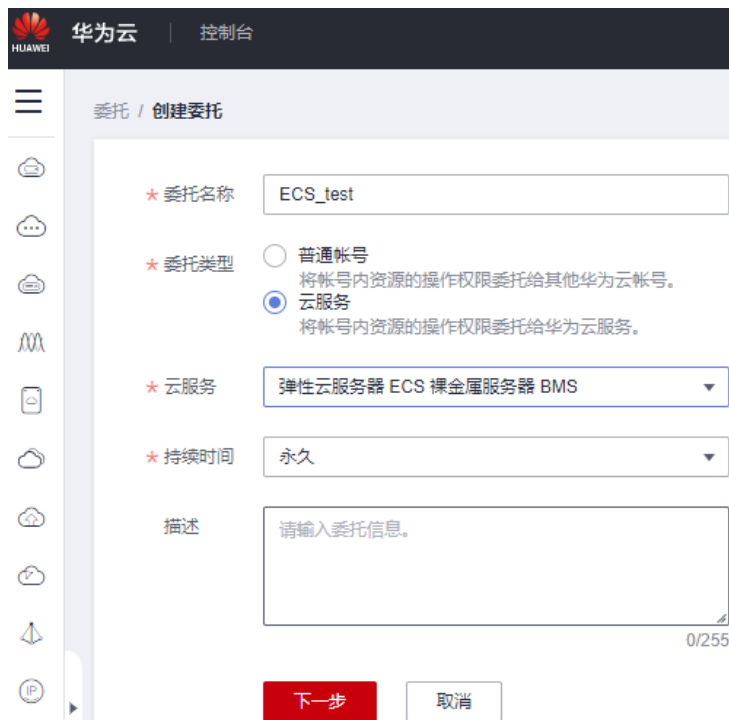 HUAWEI 华为云 | 控制台
委托 / 创建委托
* 委托名称 ECS_test
* 委托类型 普通帐号
将帐号内资源的操作权限委托给其他华为云帐号。
云服务
将帐号内资源的操作权限委托给华为云服务。
* 云服务 弹性云服务器 ECS 裸金属服务器 BMS
* 持续时间 永久
描述 请输入委托信息。
0/255
IP
下一步 取消